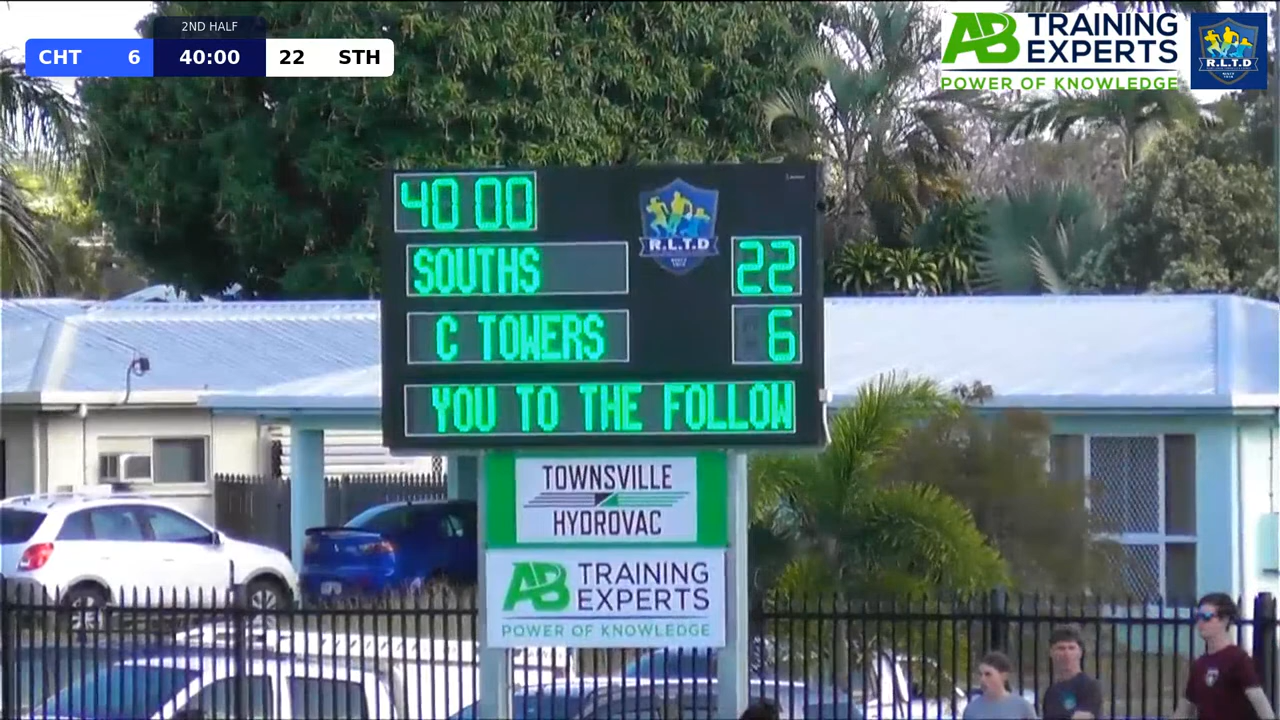 2ND HALF
CHT 6 40:00 22 STH
AB TRAINING EXPERTS
POWER OF KNOWLEDGE
R.L.T.D
40 00
R.L.T.D
SOUTHS 22
C TOWERS 6
YOU TO THE FOLLOW
TOWNSVILLE
HYDROVAC
AB TRAINING EXPERTS
POWER OF KNOWLEDGE